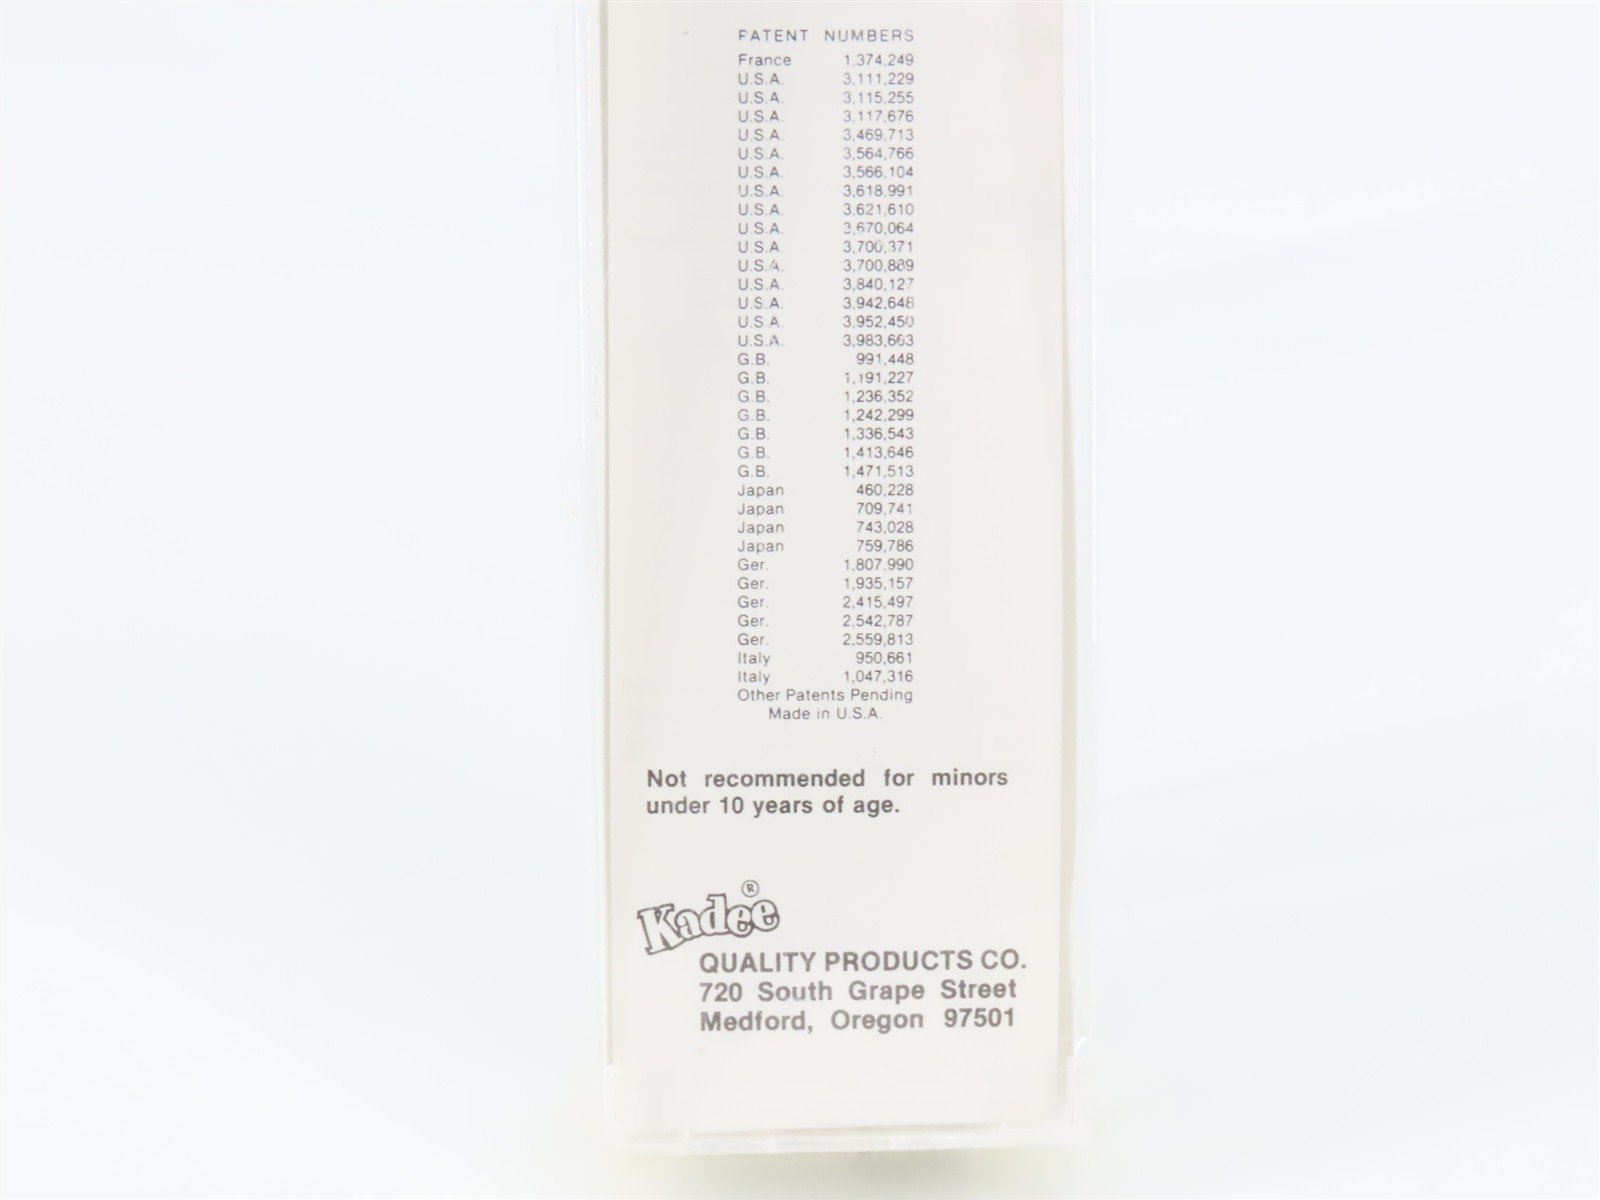 PATENT NUMBERS
France 1,374,249
U.S.A. 3,111,229
U.S.A. 3,115,255
U.S.A. 3,117,676
U.S.A. 3,469,713
U.S.A. 3,564,766
U.S.A. 3,566,104
U.S.A. 3,618,991
U.S.A. 3,621,610
U.S.A. 3,670,064
U.S.A. 3,700,371
U.S.A. 3,700,889
U.S.A. 3,840,127
U.S.A. 3,942,648
U.S.A. 3,952,450
U.S.A. 3,983,663
G.B. 991,448
G.B. 1,191,227
G.B. 1,236,352
G.B. 1,242,299
G.B. 1,336,543
G.B. 1,413,646
G.B. 1,471,513
Japan 460,228
Japan 709,741
Japan 743,028
Japan 759,786
Ger. 1,807,990
Ger. 1,935,157
Ger. 2,415,497
Ger. 2,542,787
Ger. 2,559,813
Italy 950,661
Italy 1,047,316
Other Patents Pending
Made in U.S.A.
Not recommended for minors
under 10 years of age.
Kadee ®
QUALITY PRODUCTS CO.
720 South Grape Street
Medford, Oregon 97501